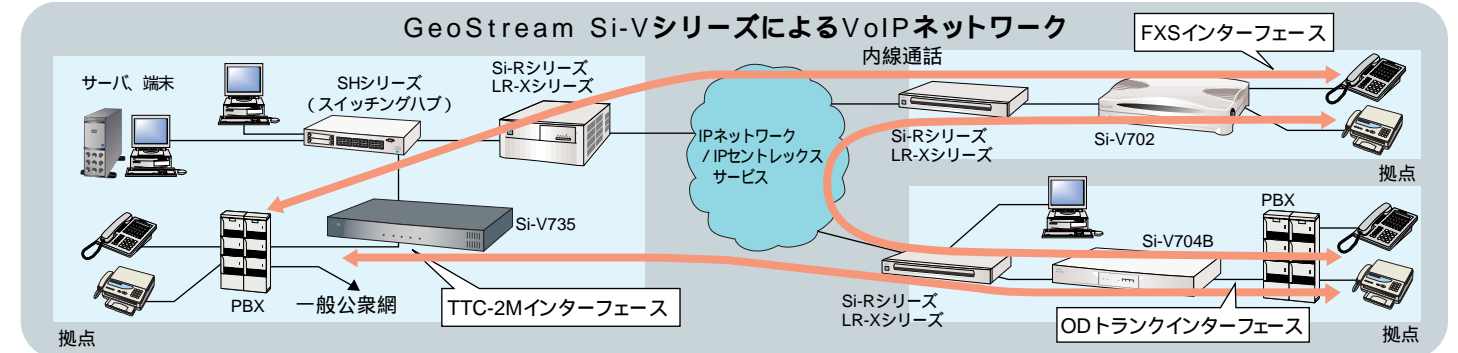 GeoStream Si-VシリーズによるVoIPネットワーク
サーバ、端末
SHシリーズ
(スイッチングハブ)
Si-Rシリーズ
LR-Xシリーズ
Si-V735
PBX
一般公衆網
TTC-2Mインターフェース
拠点
IPネットワーク
/ IPセントレックス
サービス
内線通話
FXSインターフェース
Si-Rシリーズ
LR-Xシリーズ
Si-V702
拠点
PBX
Si-V704B
Si-Rシリーズ
LR-Xシリーズ
ODトランクインターフェース
拠点